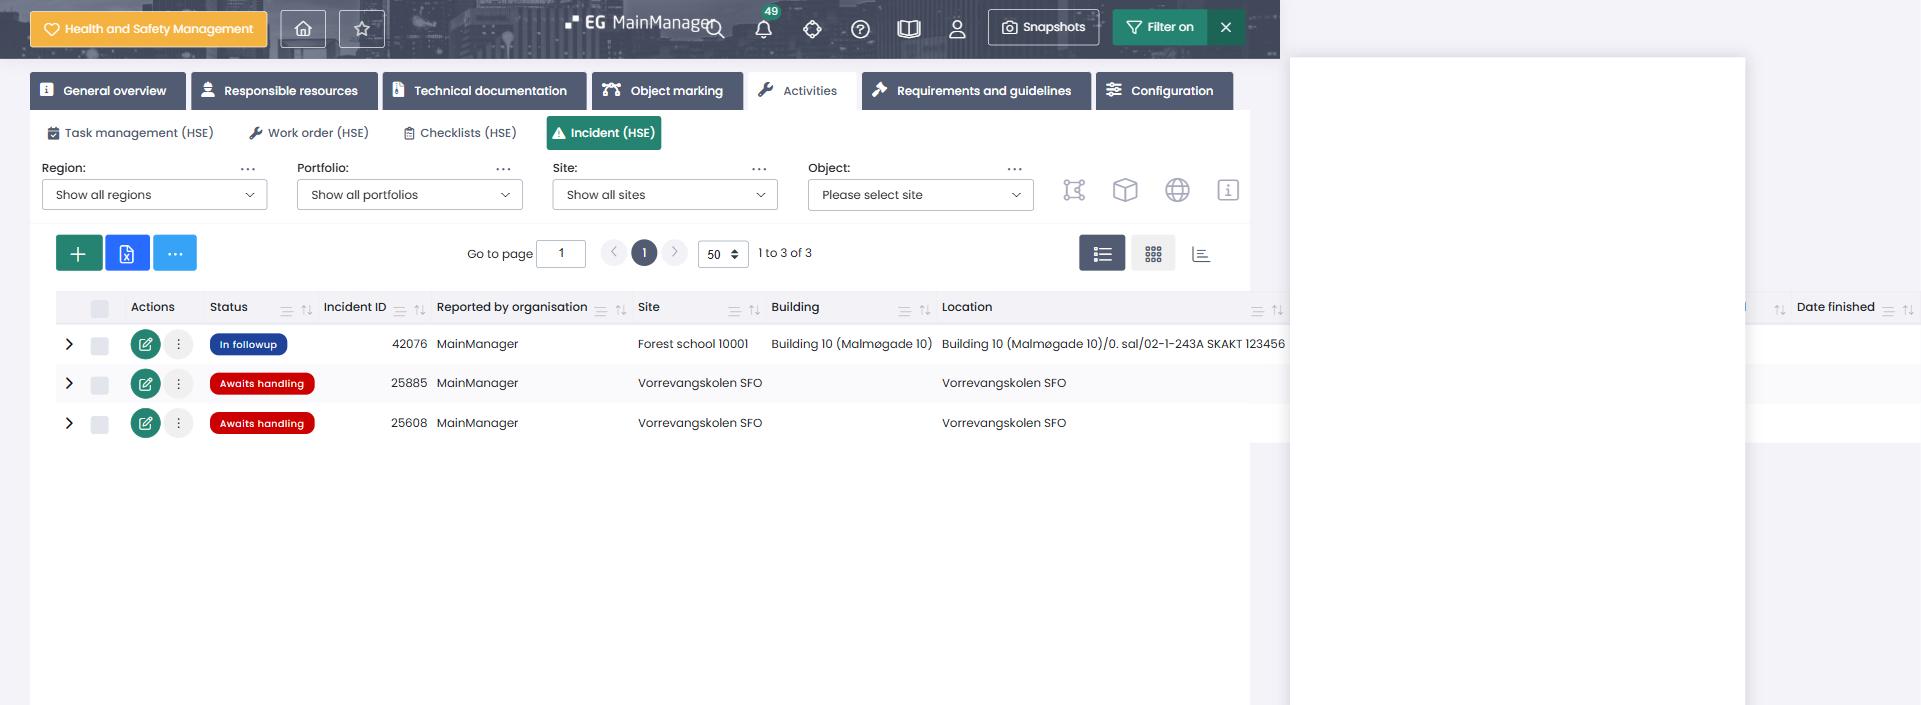 Health and Safety Management
EG MainManager
49
Snapshots
Filter on
General overview
Responsible resources
Technical documentation
Object marking
Activities
Requirements and guidelines
Configuration
Task management (HSE)
Work order (HSE)
Checklists (HSE)
Incident (HSE)
Region:
Portfolio:
Site:
Object:
Show all regions
Show all portfolios
Show all sites
Please select site
Go to page 1 1 50 1 to 3 of 3
Actions Status Incident ID Reported by organisation Site Building Location Date finished
In followup 42076 MainManager Forest school 10001 Building 10 (Malmøgade 10) Building 10 (Malmøgade 10)/0. sal/02-1-243A SKAKT 123456
Awaits handling 25885 MainManager Vorrevangskolen SFO Vorrevangskolen SFO
Awaits handling 25608 MainManager Vorrevangskolen SFO Vorrevangskolen SFO